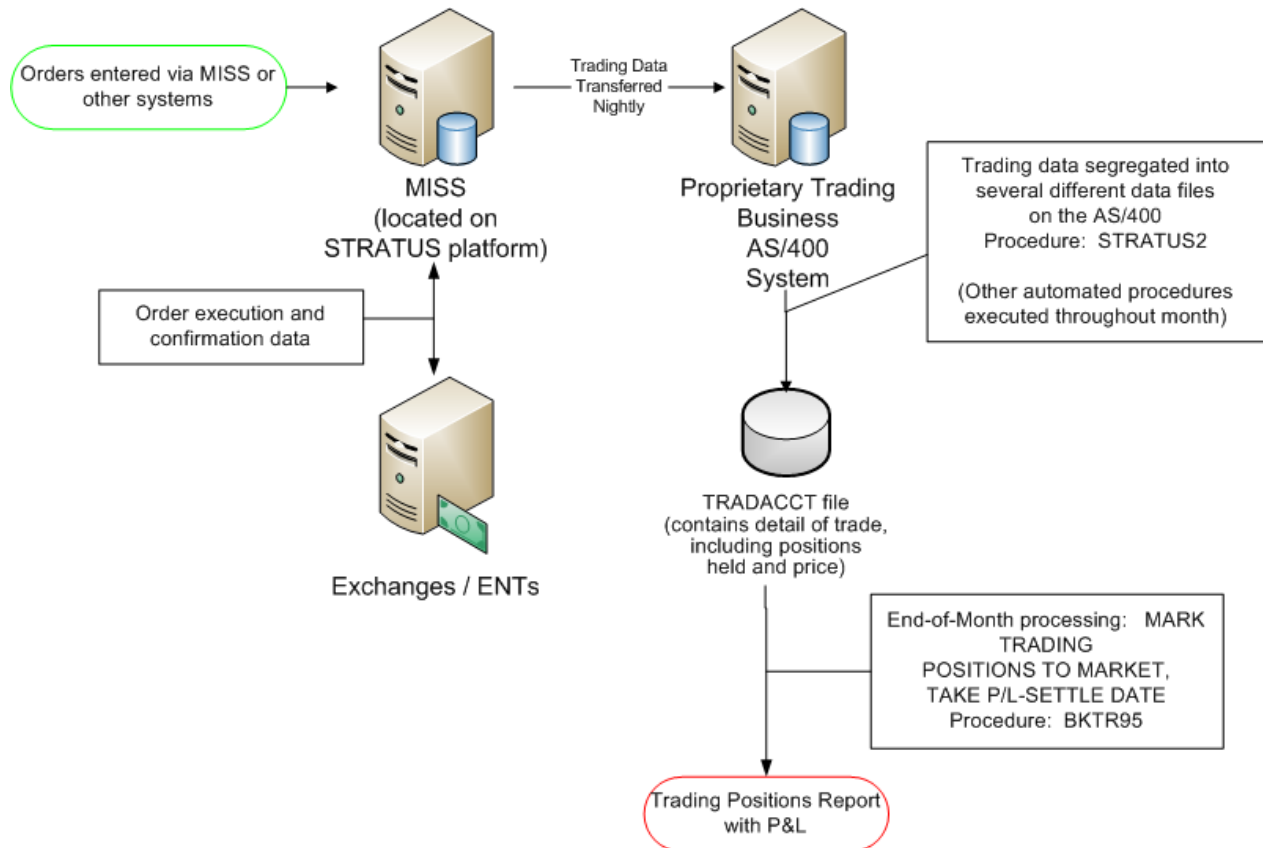 Orders entered via MISS or
other systems
Trading Data
Transferred
Nightly
MISS
(located on
STRATUS platform)
Proprietary Trading
Business
AS/400
System
Trading data segregated into
several different data files
on the AS/400
Procedure: STRATUS2
(Other automated procedures
executed throughout month)
Order execution and
confirmation data
Exchanges / ENTs
TRADACCT file
(contains detail of trade,
including positions
held and price)
End-of-Month processing: MARK
TRADING
POSITIONS TO MARKET,
TAKE P/L-SETTLE DATE
Procedure: BKTR95
Trading Positions Report
with P&L